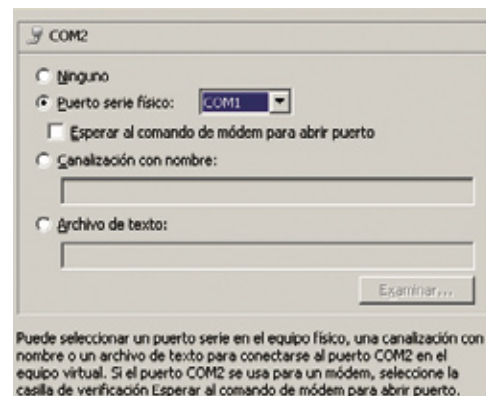 COM2
Ninguno
Puerto serie físico: COM1
Esperar al comando de módem para abrir puerto
Canalización con nombre:
Archivo de texto:
Examinar...
Puede seleccionar un puerto serie en el equipo físico, una canalización con
nombre o un archivo de texto para conectarse al puerto COM2 en el
equipo virtual. Si el puerto COM2 se usa para un módem, seleccione la
casilla de verificación Esperar al comando de módem para abrir puerto.